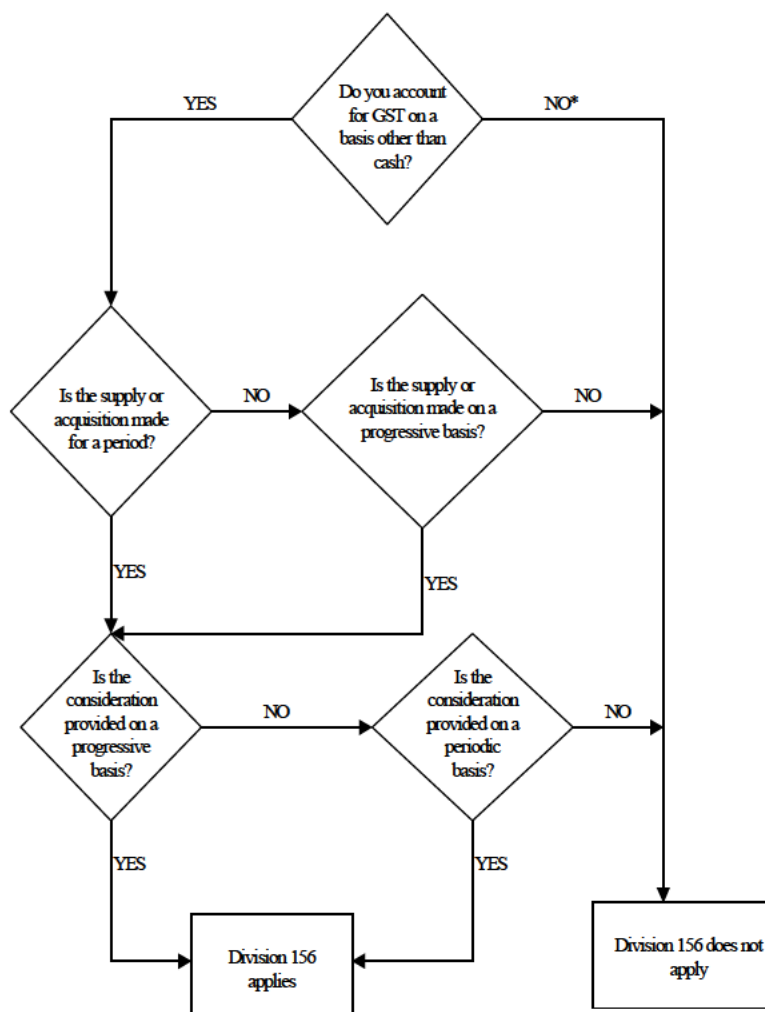 Do you account
for GST on a
basis other than
cash?
YES
NO*
Is the supply or
acquisition made
for a period?
NO
Is the supply or
acquisition made on a
progressive basis?
NO
YES
YES
Is the
consideration
provided on a
progressive
basis?
NO
Is the
consideration
provided on a
periodic
basis?
NO
YES
YES
Division 156
applies
Division 156 does not
apply